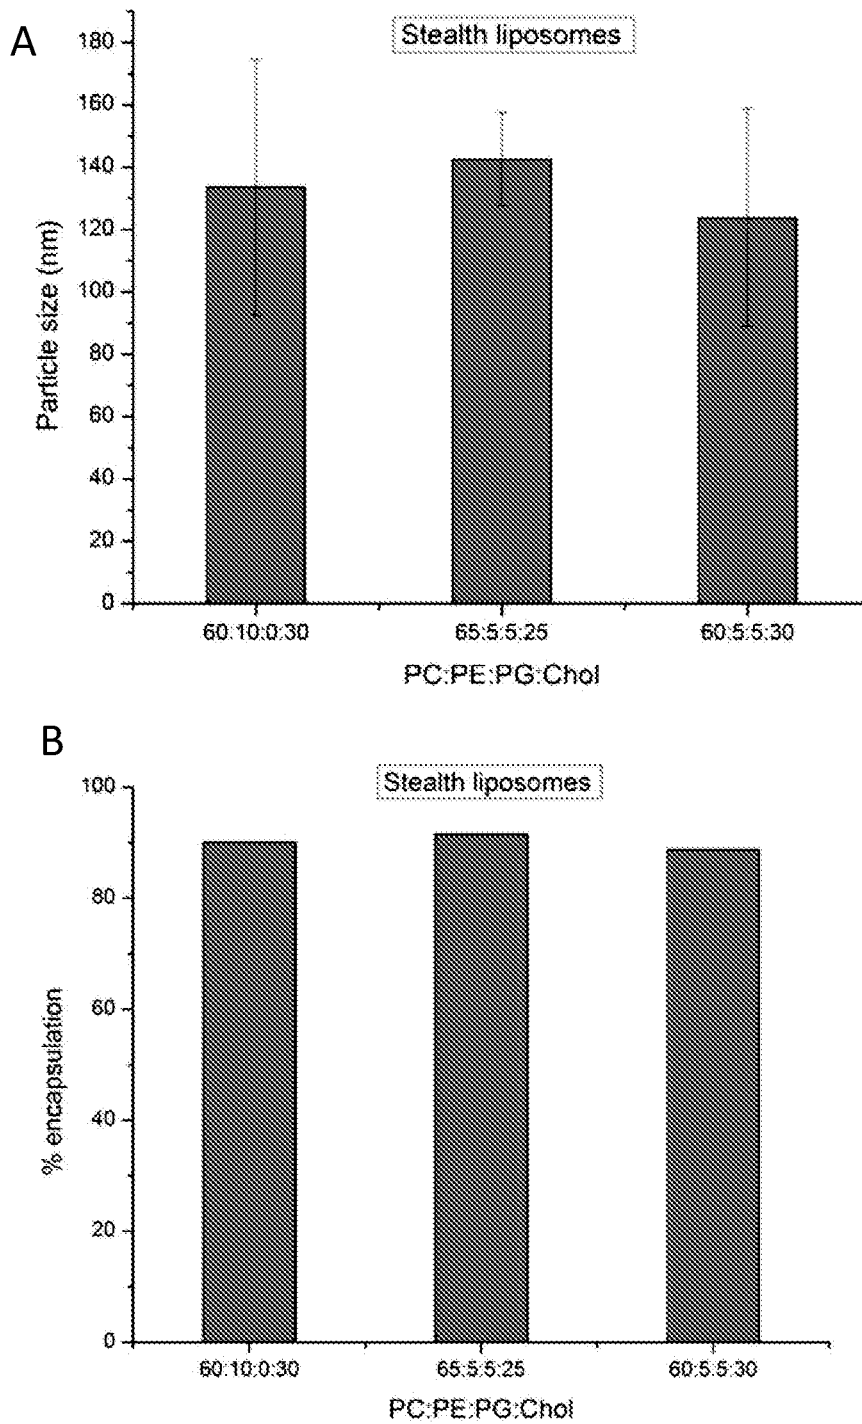 A
Stealth liposomes
180
160
140
120
100
80
60
40
20
0
Particle size (nm)
60:10:0:30 65:5:5:25 60:5:5:30
PC:PE:PG:Chol
B
Stealth liposomes
100
80
60
40
20
0
% encapsulation
60:10:0:30 65:5:5:25 60:5:5:30
PC:PE:PG:Chol